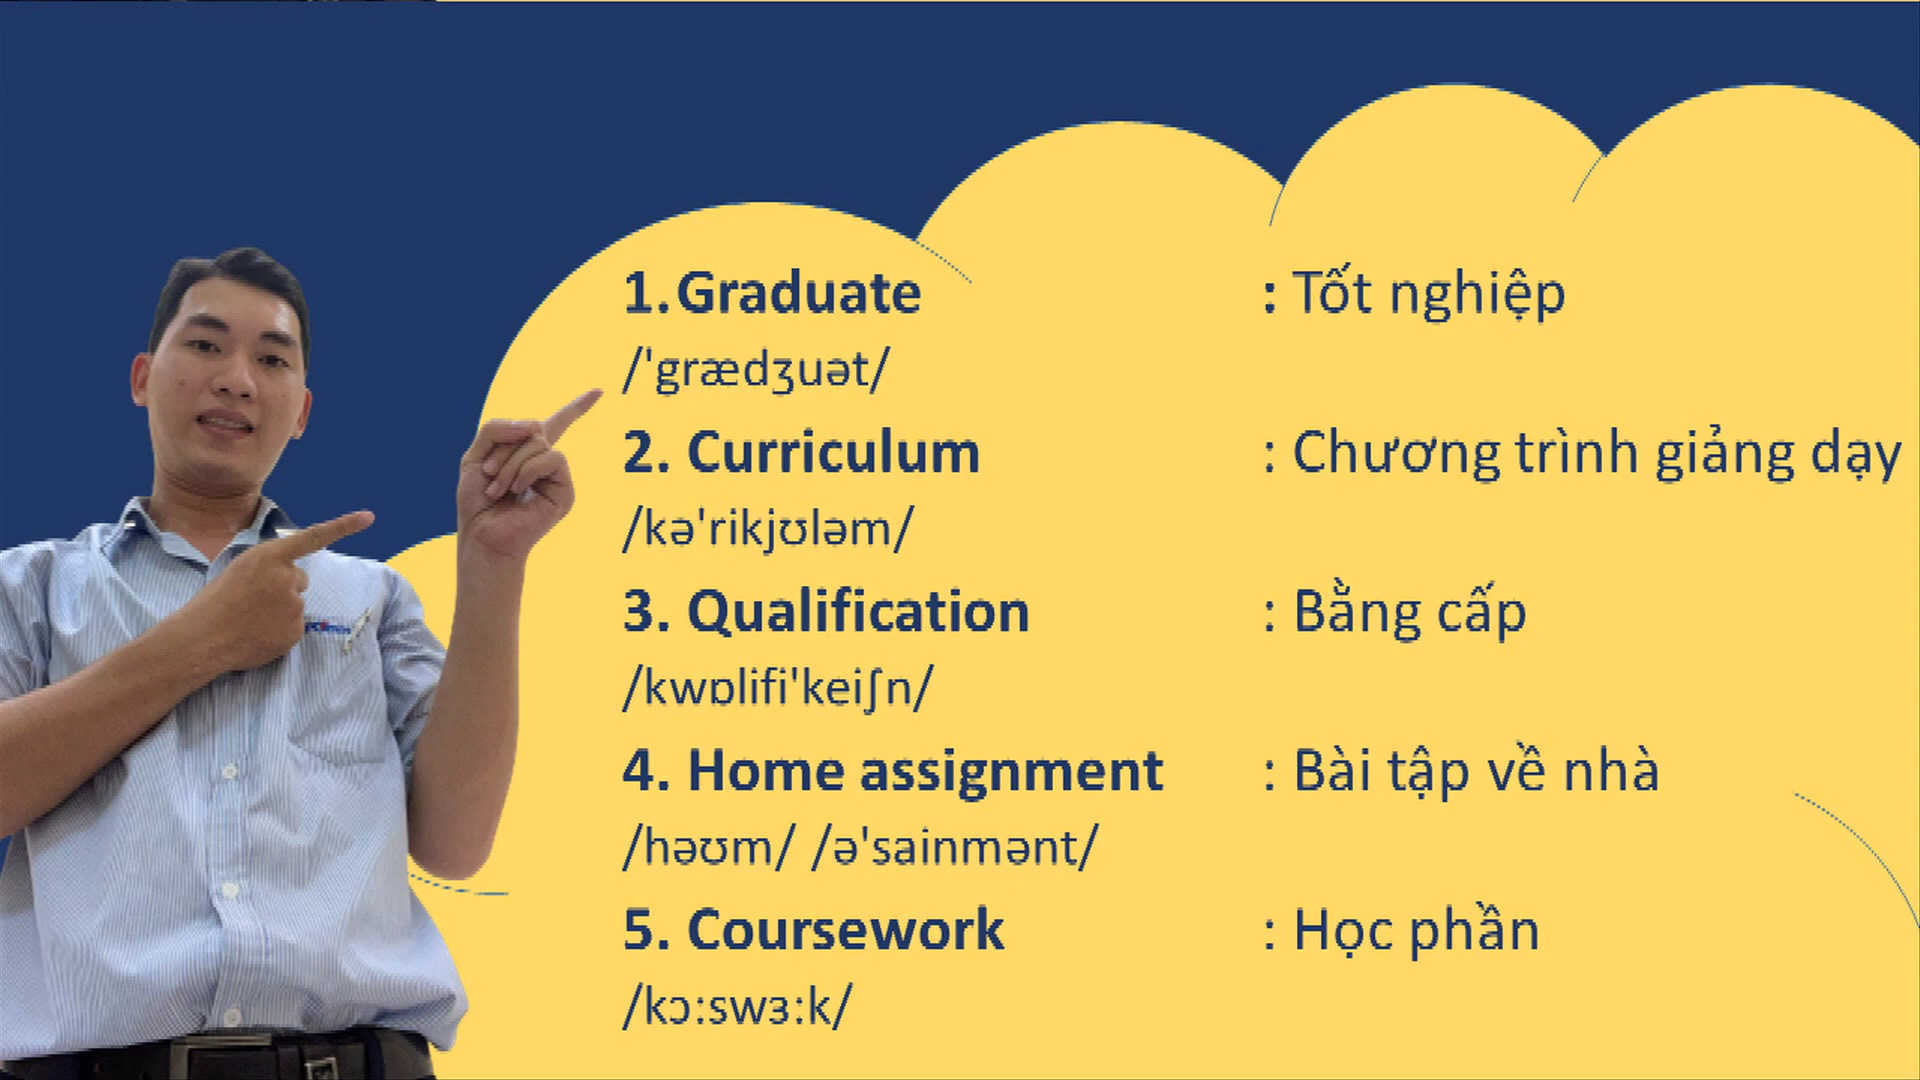 1. Graduate : Tốt nghiệp
/'grædʒuət/
2. Curriculum : Chương trình giảng dạy
/kə'rikjʊləm/
3. Qualification : Bằng cấp
/kwɒlifi'keiʃn/
4. Home assignment : Bài tập về nhà
/həʊm/ /ə'sainmənt/
5. Coursework : Học phần
/kɔ:swɜ:k/